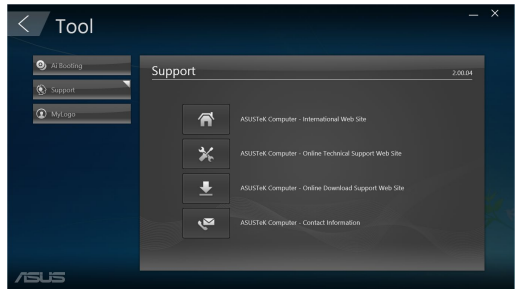 Tool
Ai Booting
Support
MyLogo
Support
2.00.04
ASUSTeK Computer - International Web Site
ASUSTeK Computer - Online Technical Support Web Site
ASUSTeK Computer - Online Download Support Web Site
ASUSTeK Computer - Contact Information
ASUS